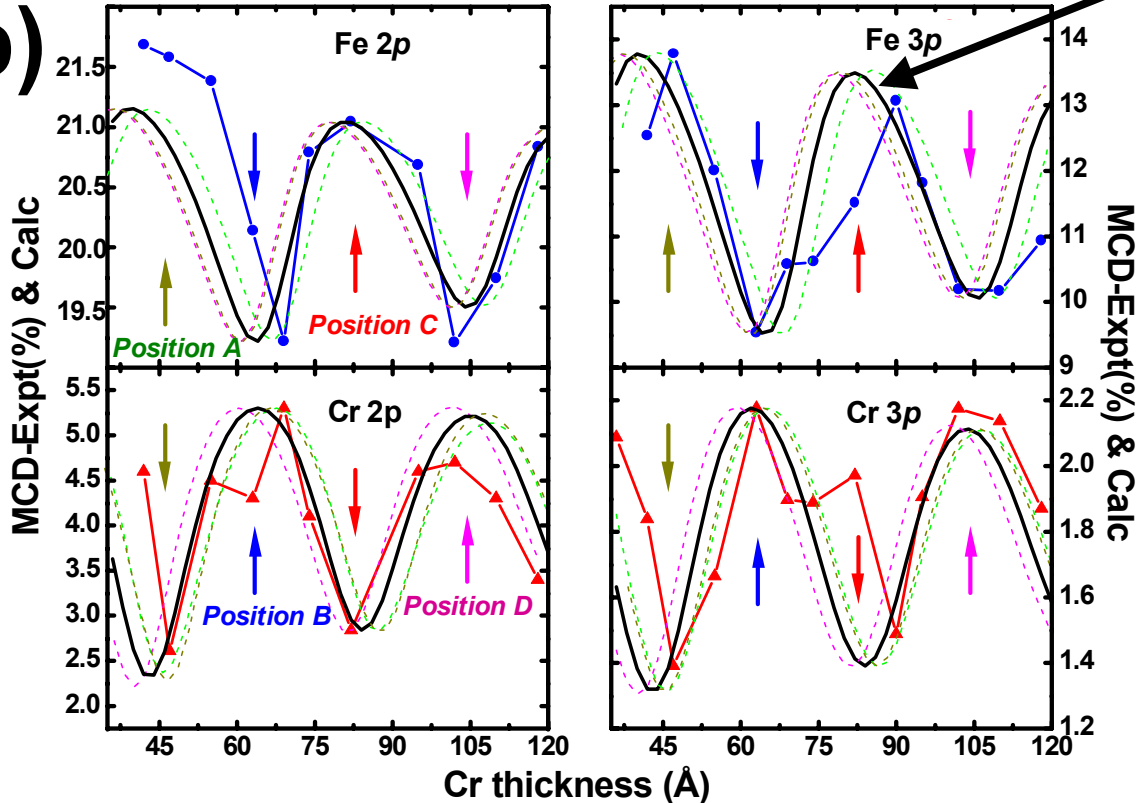 b)
MCD-Expt(%) & Calc
Fe 2p
21.5
21.0
20.5
20.0
19.5
Position A
Position C
Fe 3p
14
13
12
11
10
9
Cr 2p
5.5
5.0
4.5
4.0
3.5
3.0
2.5
2.0
Position B
Position D
Cr 3p
2.2
2.0
1.8
1.6
1.4
1.2
MCD-Expt(%) & Calc
45 60 75 90 105 120
45 60 75 90 105 120
Cr thickness (Å)